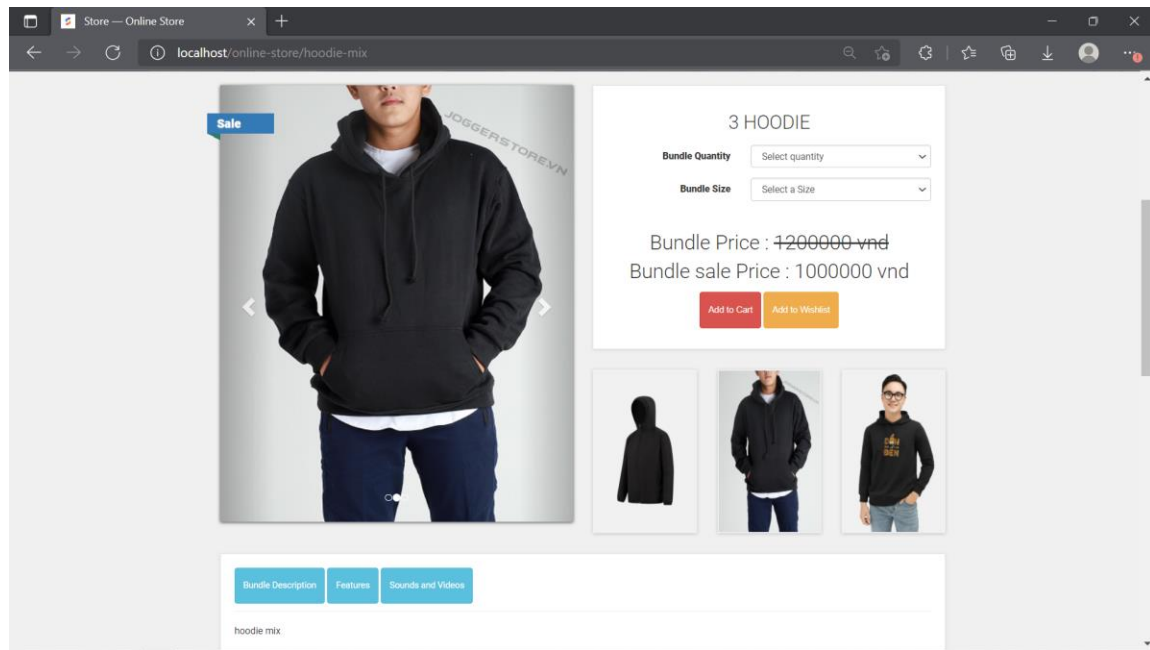 Store — Online Store
localhost/online-store/hoodie-mix
Sale
JOGGERSTORE.VN
3 HOODIE
Bundle Quantity Select quantity
Bundle Size Select a Size
Bundle Price : 1200000 vnd
Bundle sale Price : 1000000 vnd
Add to Cart Add to Wishlist
Bundle Description Features Sounds and Videos
hoodie mix